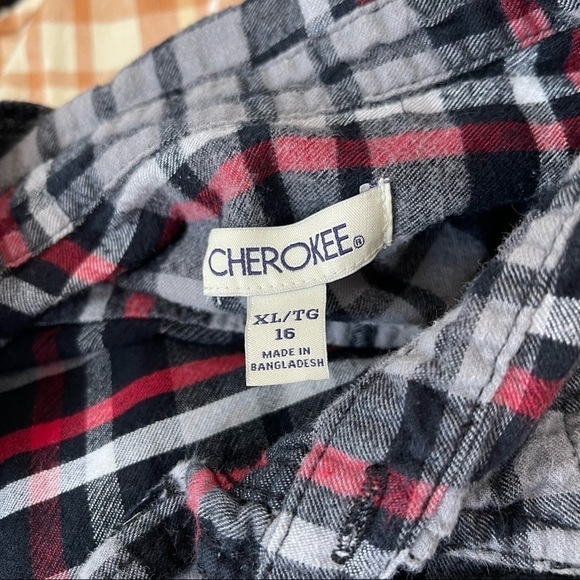 CHEROKEE®
XL/TG
16
MADE IN
BANGLADESH